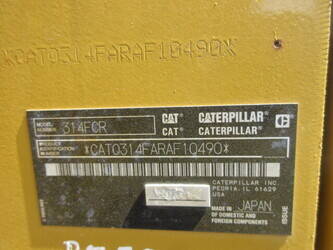 *CAT0314FARAF10490*
MODEL NUMBER 314FCR CAT® CATERPILLAR®
CAT® CATERPILLAR®
PRODUCT IDENTIFICATION NUMBER *CAT0314FARAF10490*
CATERPILLAR INC.
PEORIA-IL 61629
USA
MADE IN JAPAN
OF DOMESTIC AND
FOREIGN COMPONENTS
ISSUE